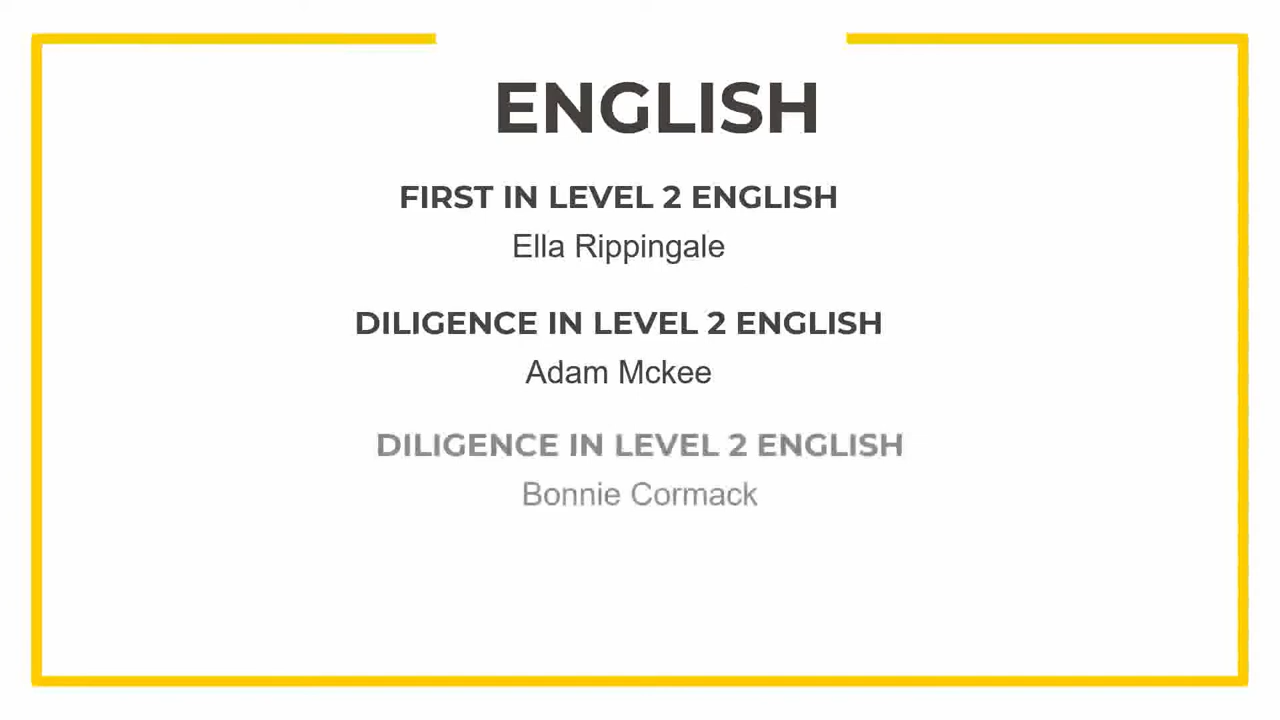 ENGLISH
FIRST IN LEVEL 2 ENGLISH
Ella Rippingale
DILIGENCE IN LEVEL 2 ENGLISH
Adam Mckee
DILIGENCE IN LEVEL 2 ENGLISH
Bonnie Cormack